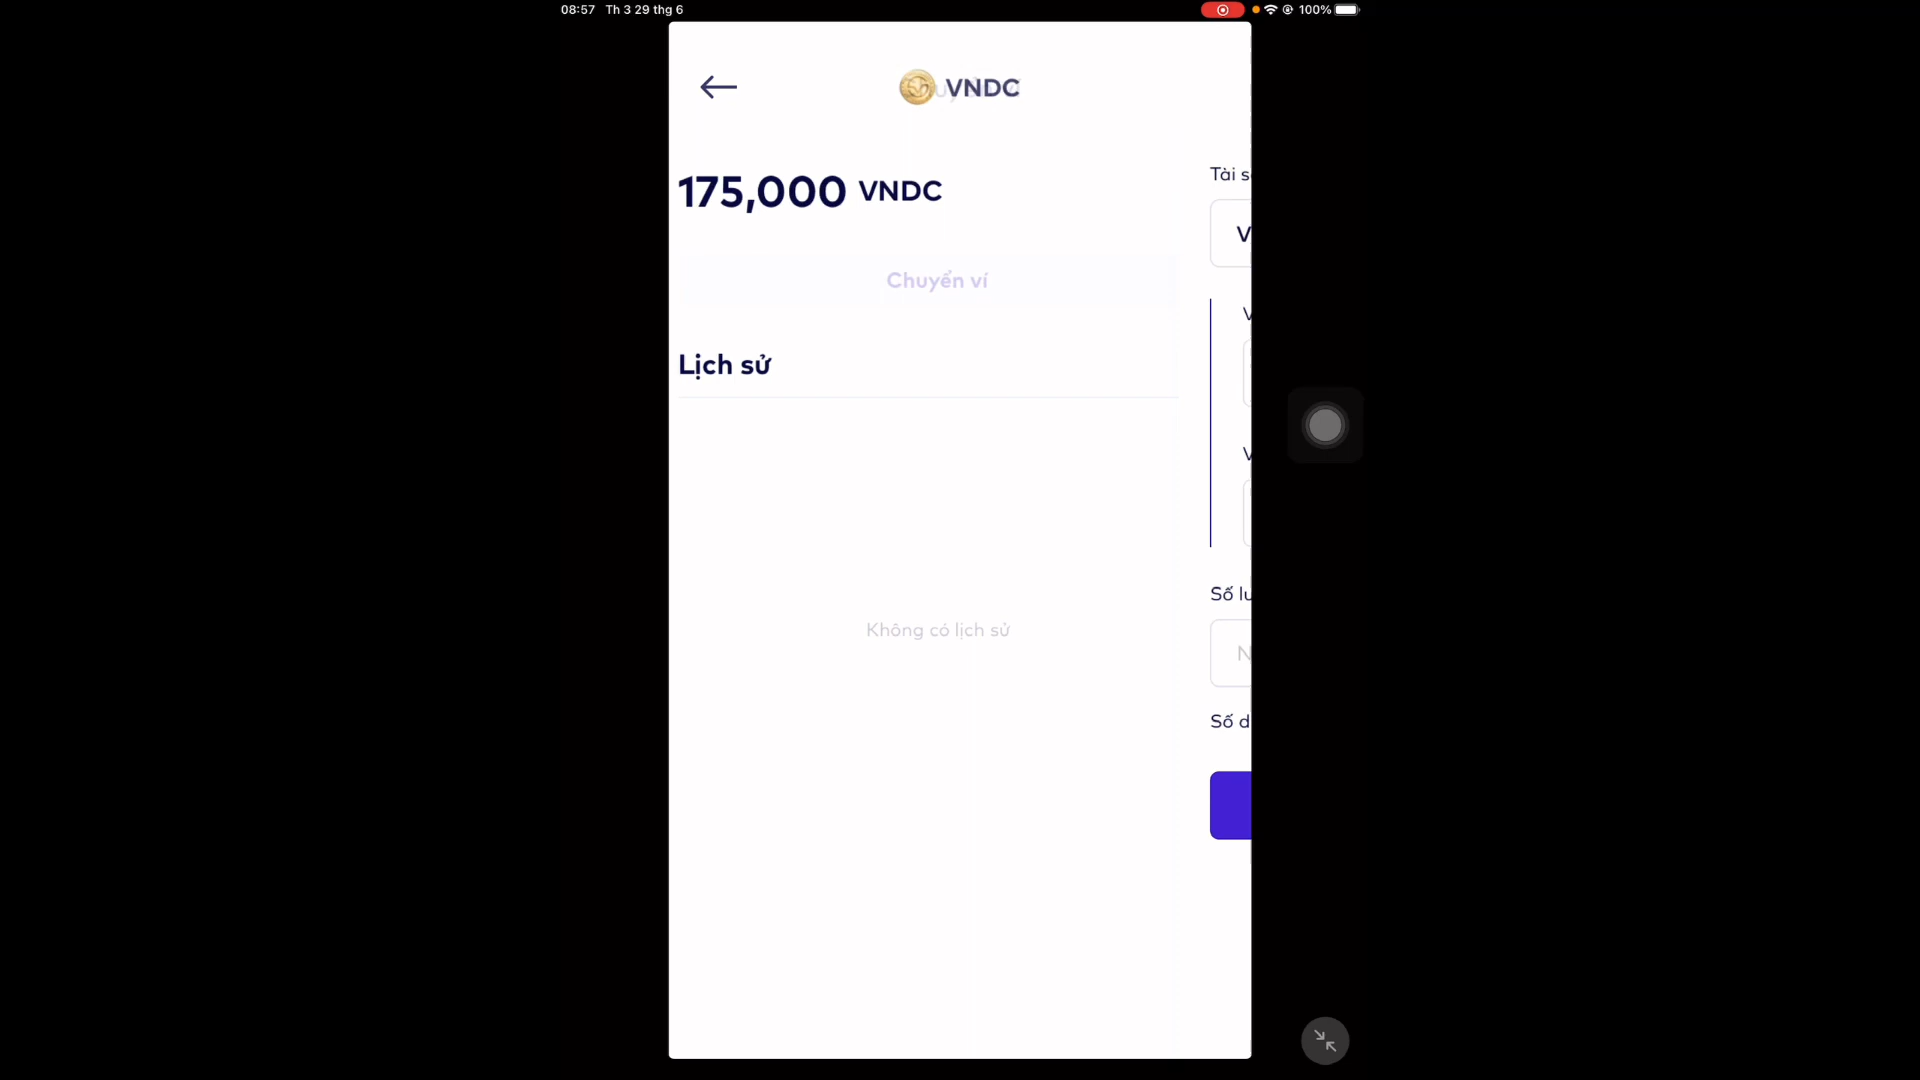 08:57 Th 3 29 thg 6
100%
VNDC
175,000 VNDC
Chuyển ví
Lịch sử
Không có lịch sử
Tài s
V
V
V
Số lu
N
Số d